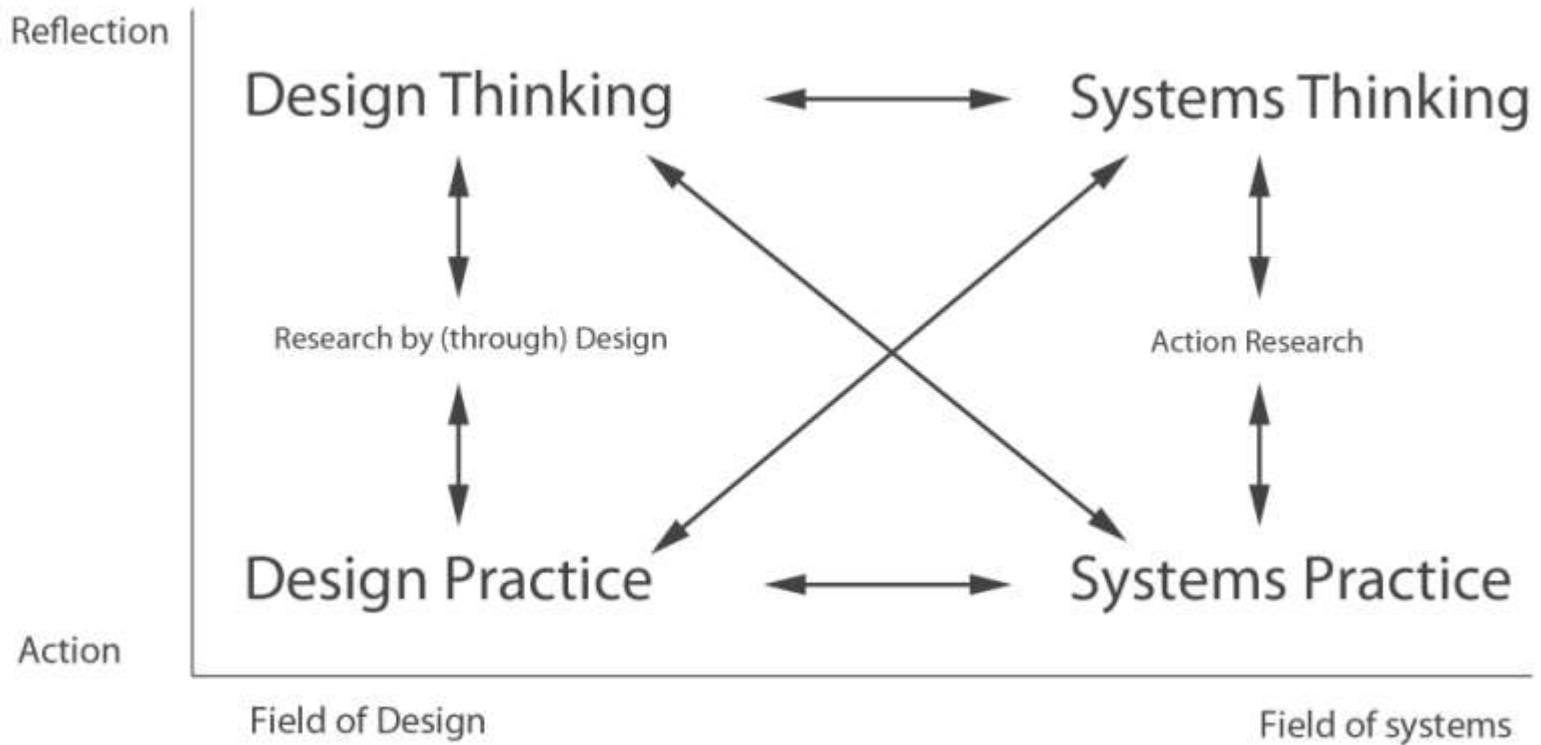 Reflection
Design Thinking
Systems Thinking
Research by (through) Design
Action Research
Design Practice
Systems Practice
Action
Field of Design
Field of systems